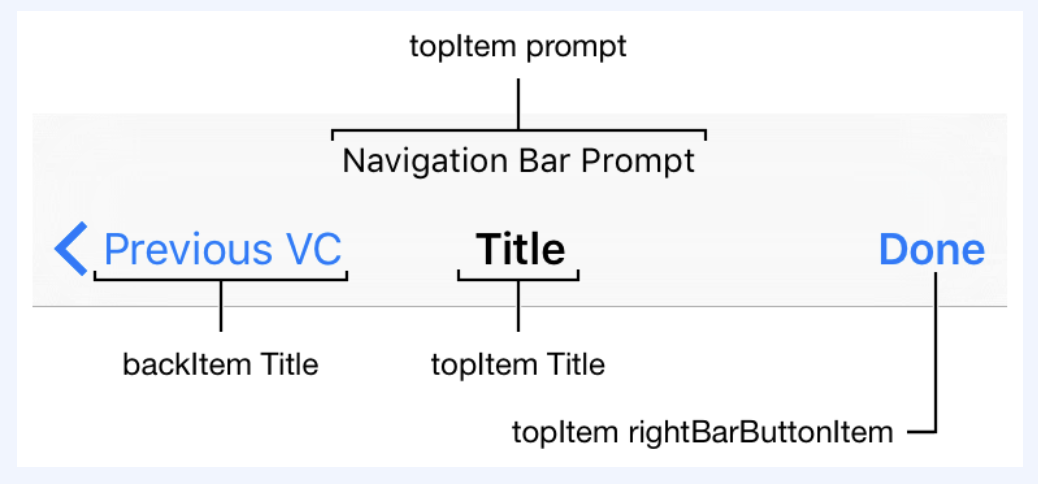 topItem prompt
Navigation Bar Prompt
Previous VC Title Done
backItem Title topItem Title
topItem rightBarButtonItem